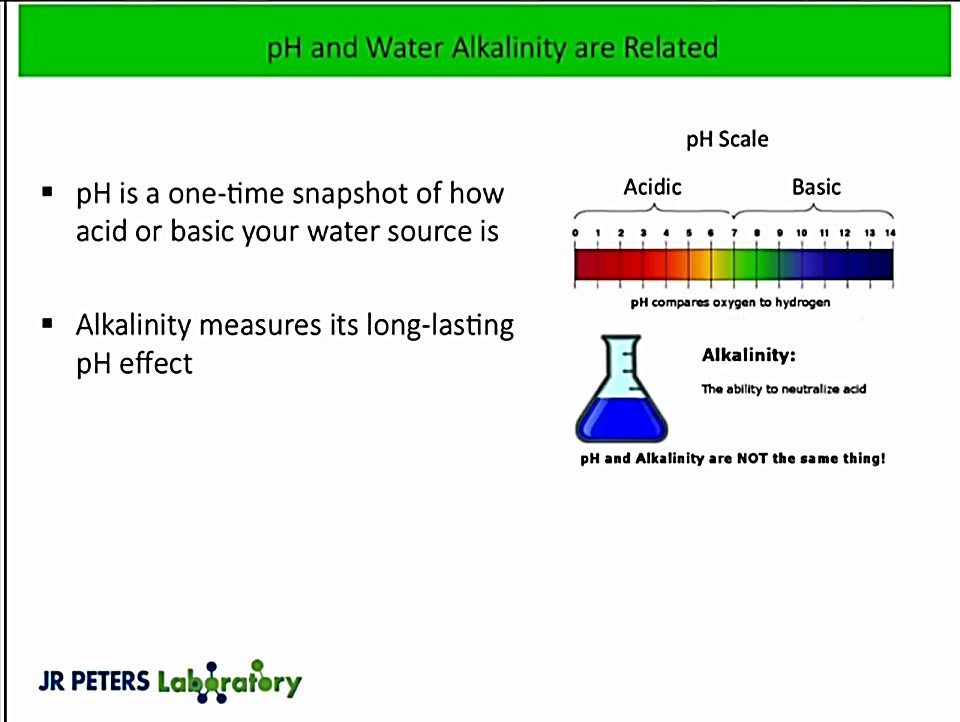 pH and Water Alkalinity are Related
▪ pH is a one-time snapshot of how
acid or basic your water source is
▪ Alkalinity measures its long-lasting
pH effect
pH Scale
Acidic Basic
0 1 2 3 4 5 6 7 8 9 10 11 12 13 14
pH compares oxygen to hydrogen
Alkalinity:
The ability to neutralize acid
pH and Alkalinity are NOT the same thing!
JR PETERS Laboratory